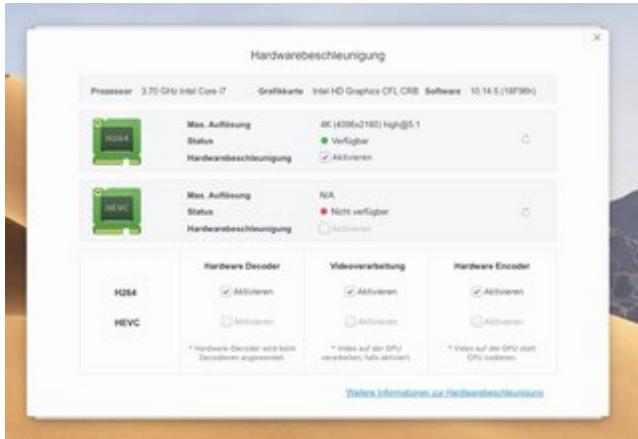 Hardwarebeschleunigung
Prozessor 3.70 GHz Intel Core i7 Grafikkarte Intel HD Graphics CFL CRB Software 10.14.5 (18F96h)
H264
Max. Auflösung 4K (4096x2160) high@5.1
Status Verfügbar
Hardwarebeschleunigung Aktivieren
HEVC
Max. Auflösung N/A
Status Nicht verfügbar
Hardwarebeschleunigung Aktivieren
Hardware Decoder Videoverarbeitung Hardware Encoder
H264 Aktivieren Aktivieren Aktivieren
HEVC Aktivieren Aktivieren Aktivieren
* Hardware-Decoder wird beim Decodieren angewendet.
* Video auf der GPU verarbeiten, falls aktiviert.
* Video auf der GPU statt CPU codieren.
Weitere Informationen zur Hardwarebeschleunigung